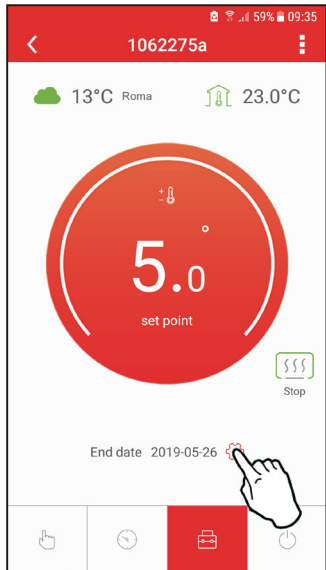 59% 09:35
1062275a
13°C Roma 23.0°C
5.0°
set point
Stop
End date 2019-05-26